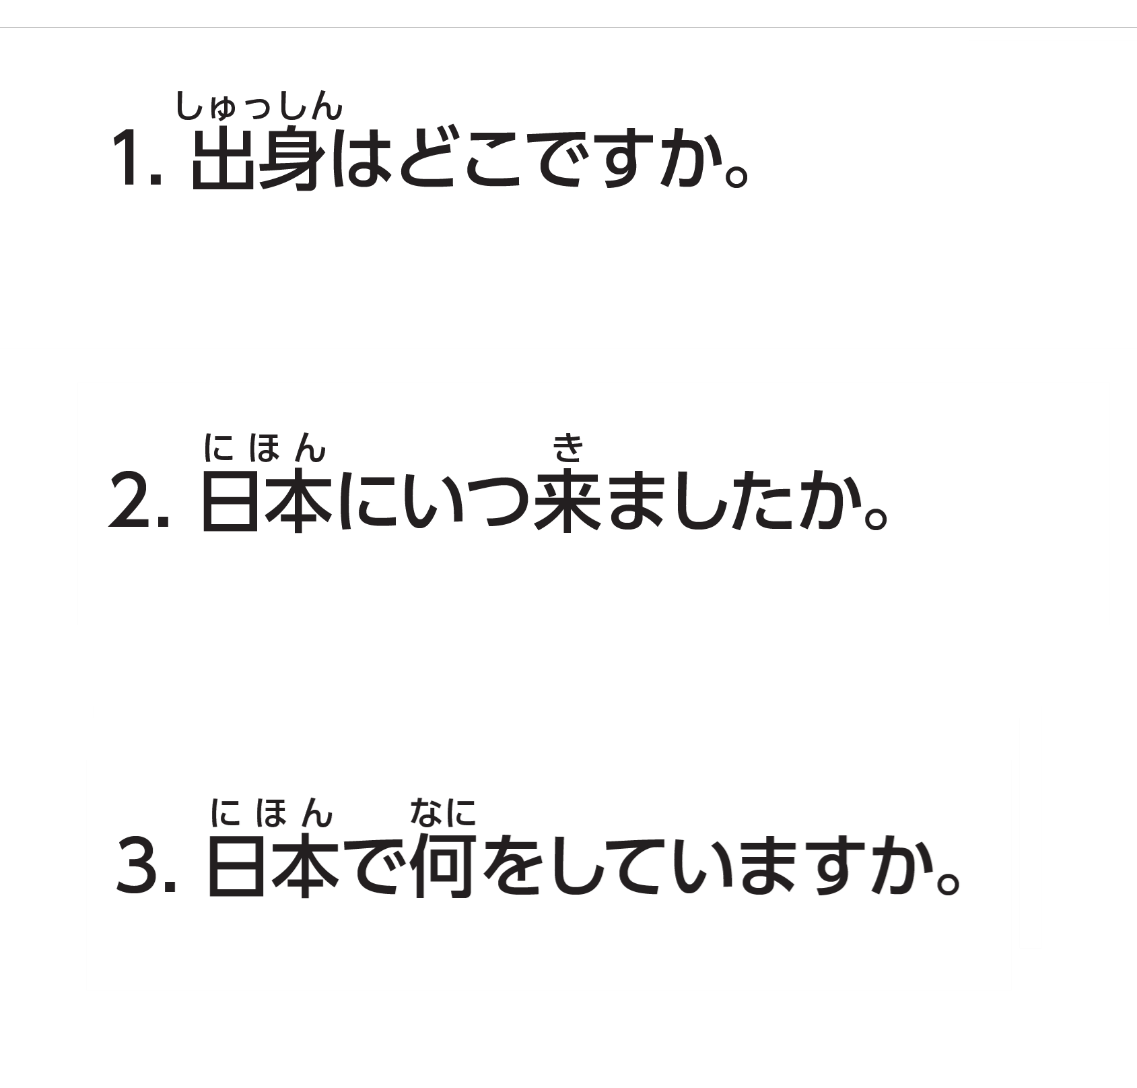 しゅっしん
1. 出身はどこですか。
にほん き
2. 日本にいつ来ましたか。
にほん なに
3. 日本で何をしていますか。